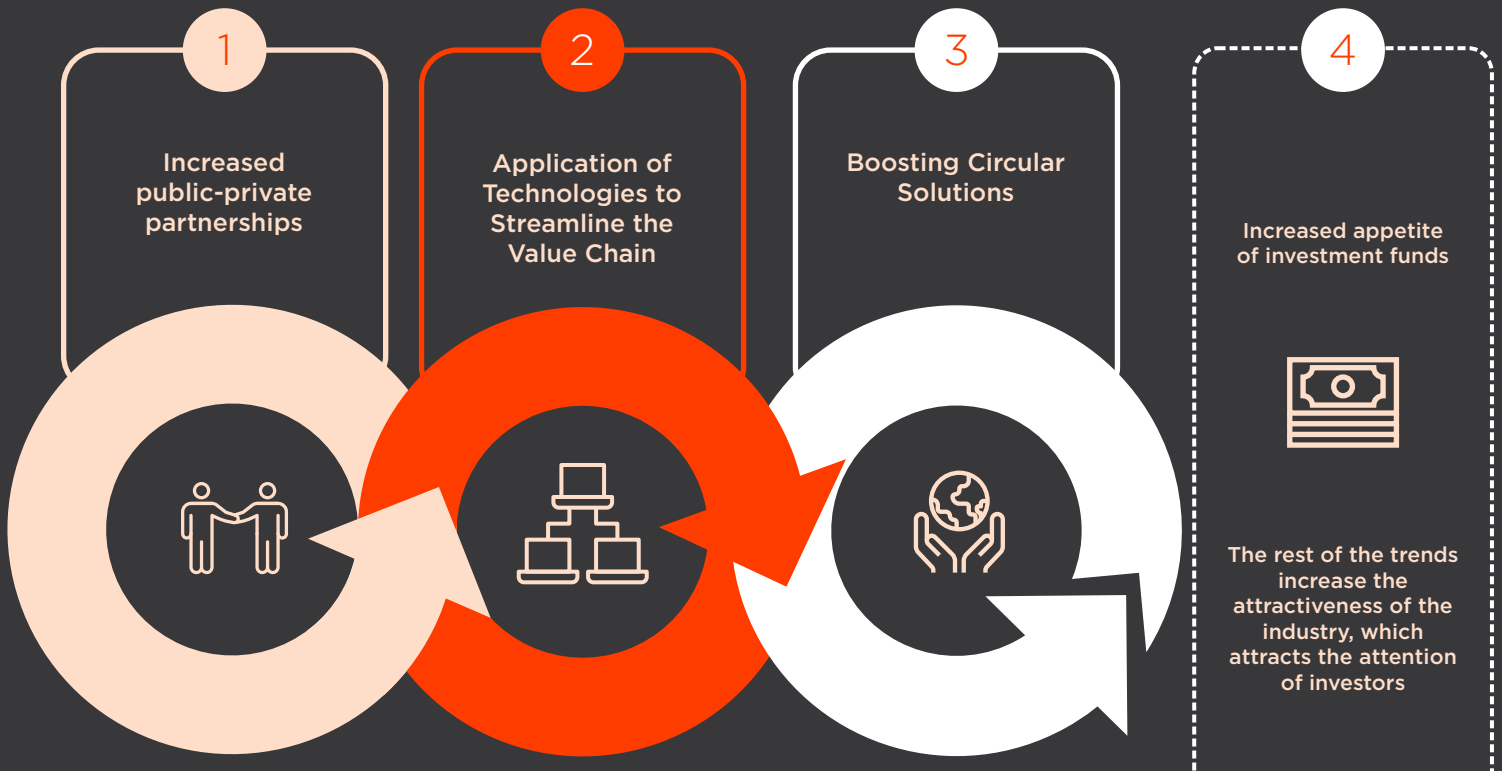 1
Increased
public-private
partnerships
2
Application of
Technologies to
Streamline the
Value Chain
3
Boosting Circular
Solutions
4
Increased appetite
of investment funds
The rest of the trends
increase the
attractiveness of the
industry, which
attracts the attention
of investors